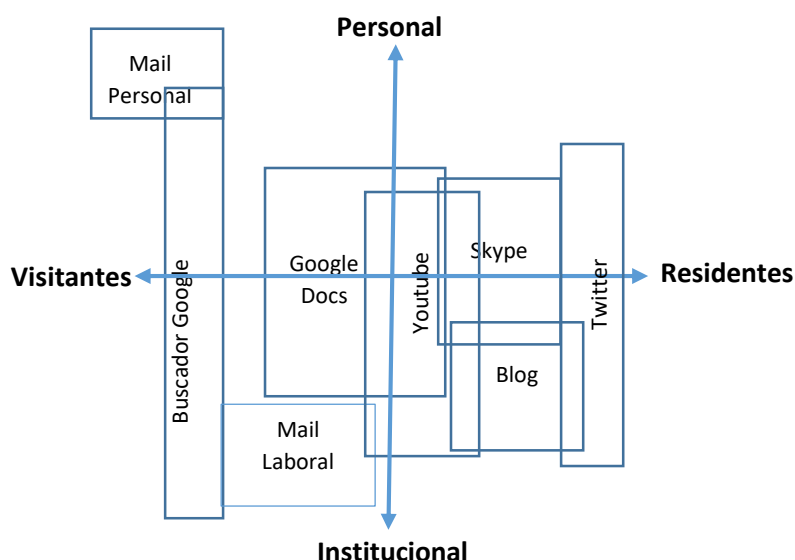 Personal
Mail
Personal
Visitantes
Buscador Google
Google
Docs
Youtube
Skype
Twitter
Residentes
Blog
Mail
Laboral
Institucional